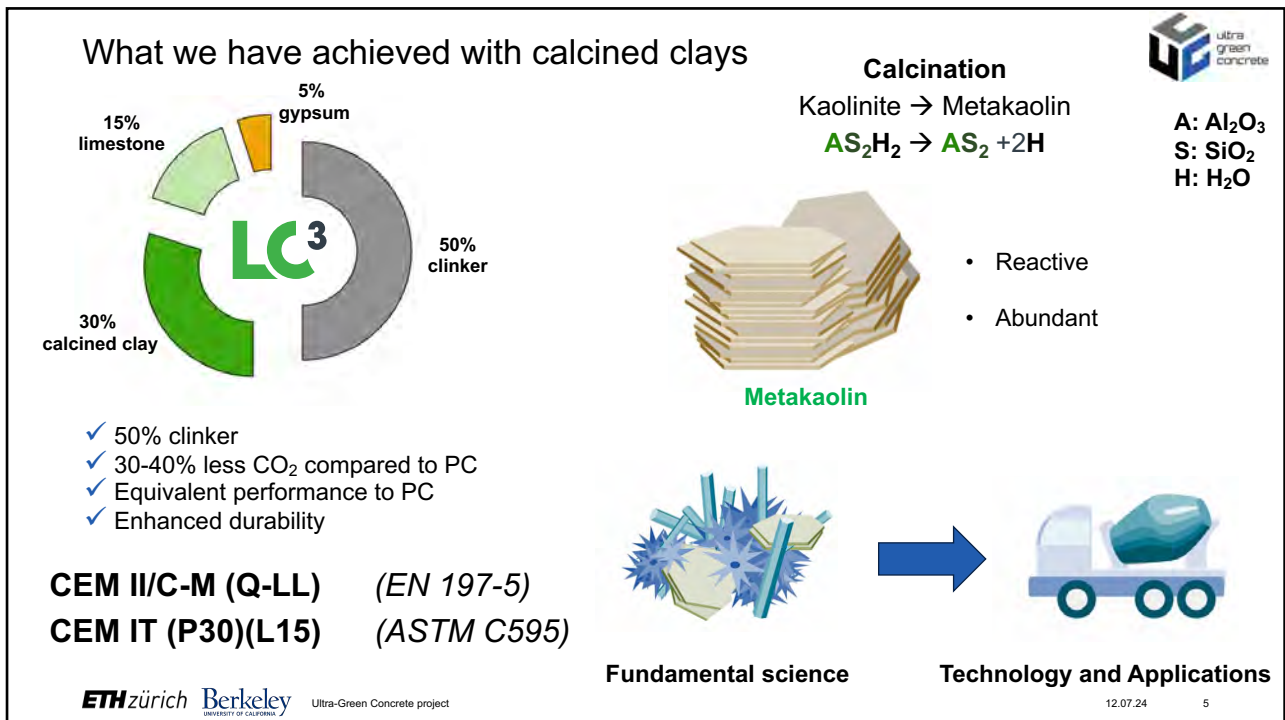 What we have achieved with calcined clays
ultra
green
concrete
5%
gypsum
15%
limestone
LC³
50%
clinker
30%
calcined clay
Calcination
Kaolinite → Metakaolin
AS₂H₂ → AS₂ +2H
A: Al₂O₃
S: SiO₂
H: H₂O
• Reactive
• Abundant
Metakaolin
✓ 50% clinker
✓ 30-40% less CO₂ compared to PC
✓ Equivalent performance to PC
✓ Enhanced durability
CEM II/C-M (Q-LL) (EN 197-5)
CEM IT (P30)(L15) (ASTM C595)
Fundamental science
Technology and Applications
ETH zürich
Berkeley
UNIVERSITY OF CALIFORNIA
Ultra-Green Concrete project
12.07.24
5